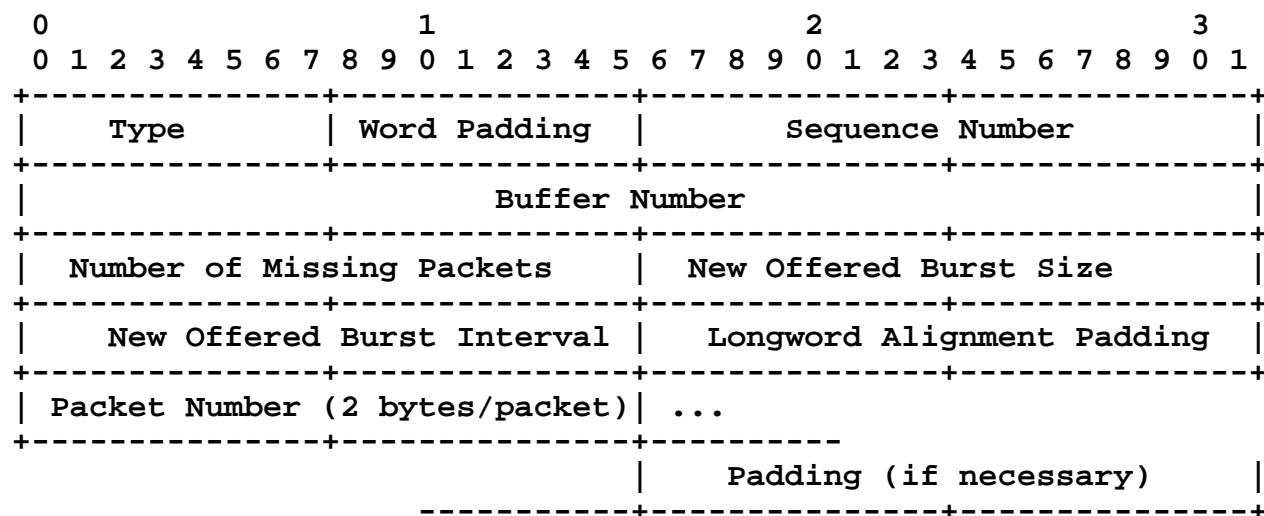 0                   1                   2                   3
0 1 2 3 4 5 6 7 8 9 0 1 2 3 4 5 6 7 8 9 0 1 2 3 4 5 6 7 8 9 0 1
+---------------+---------------+---------------+---------------+
|    Type       | Word Padding  |       Sequence Number         |
+---------------+---------------+---------------+---------------+
|                        Buffer Number                          |
+---------------+---------------+---------------+---------------+
|  Number of Missing Packets    |  New Offered Burst Size       |
+---------------+---------------+---------------+---------------+
|    New Offered Burst Interval |   Longword Alignment Padding  |
+---------------+---------------+---------------+---------------+
| Packet Number (2 bytes/packet)| ...
+---------------+---------------+----------
|    Padding (if necessary)     |
-----------+---------------+---------------+